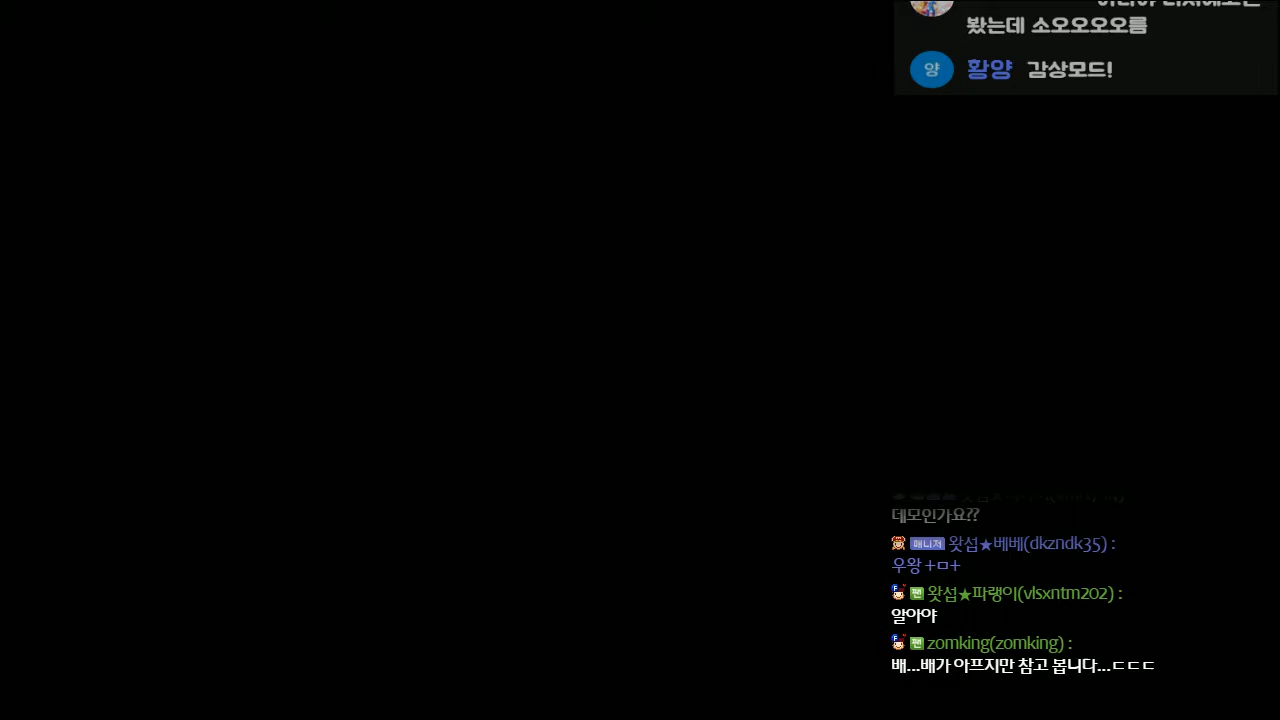 봤는데 소오오오오름
양 황양 감상모드!
데모인가요??
매니저 왓섭★베베(dkzndk35) :
우왕 +ㅁ+
팬 왓섭★파랭이(vlsxntm202) :
알아야
팬 zomking(zomking) :
배...배가 아프지만 참고 봅니다...ㄷㄷㄷ